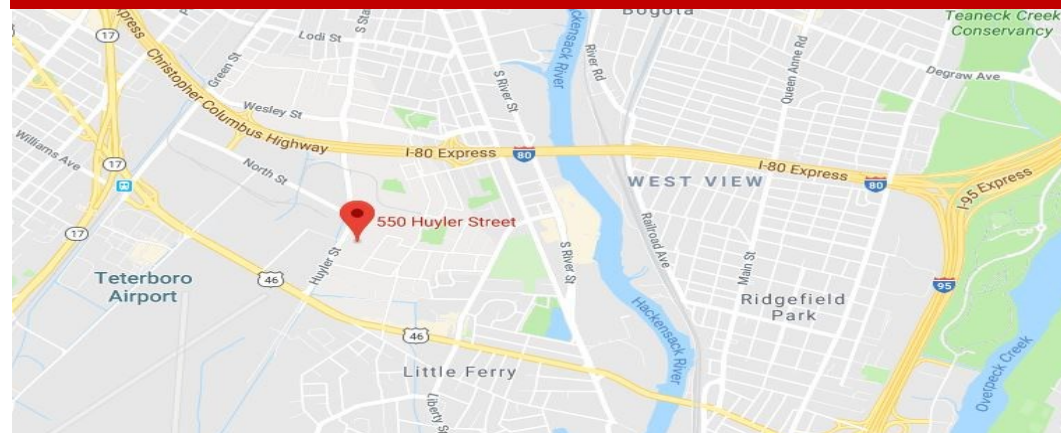 Bogota
Teaneck Creek
Conservancy
17
Lodi St
S Sta
Express
Green St
River Rd
Hackensack River
Queen Anne Rd
Degraw Ave
Christopher Columbus Highway
S River St
Wesley St
Williams Ave
17
I-80 Express
80
I-80 Express
80
I-95 Express
North St
WEST VIEW
550 Huyler Street
17
Huyler St
S River St
Railroad Ave
Main St
Teterboro
Airport
46
95
Ridgefield
Park
Hackensack
River
46
Little Ferry
Liberty St
Overpeck Creek